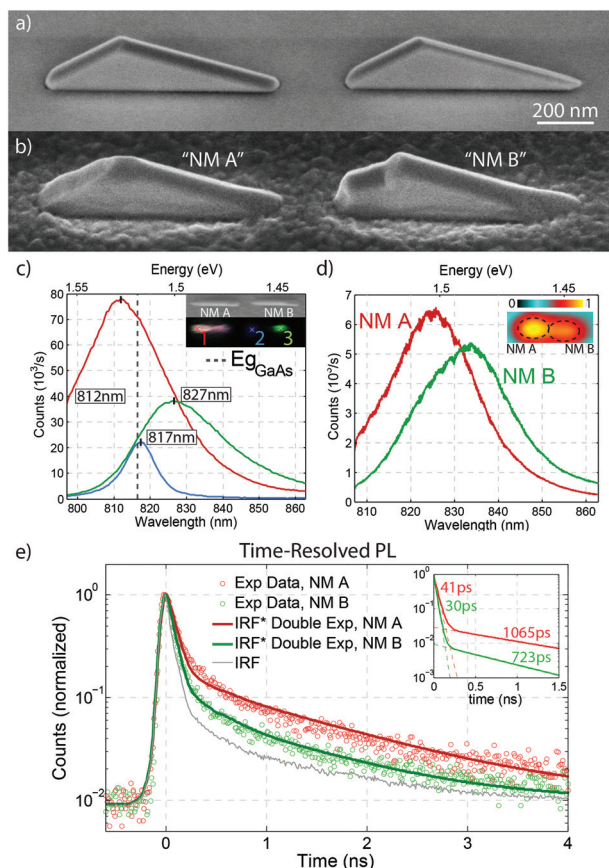 a)
200 nm
b)
"NM A"
"NM B"
c)
Energy (eV)
1.55
1.5
1.45
80
70
60
50
40
30
20
10
0
Counts (10³/s)
NM A
NM B
1
2
3
Eg GaAs
812nm
827nm
817nm
800
820
840
860
Wavelength (nm)
d)
Energy (eV)
1.5
1.45
7
6
5
4
3
2
1
0
Counts (10³/s)
0
1
NM A
NM B
NM A
NM B
810
820
830
840
850
860
Wavelength (nm)
e)
Time-Resolved PL
Exp Data, NM A
Exp Data, NM B
IRF* Double Exp, NM A
IRF* Double Exp, NM B
IRF
10⁰
10⁻¹
10⁻²
Counts (normalized)
0
1
2
3
4
Time (ns)
10⁰
10⁻¹
10⁻²
10⁻³
41ps
30ps
1065ps
723ps
0
0.5
1
1.5
time (ns)